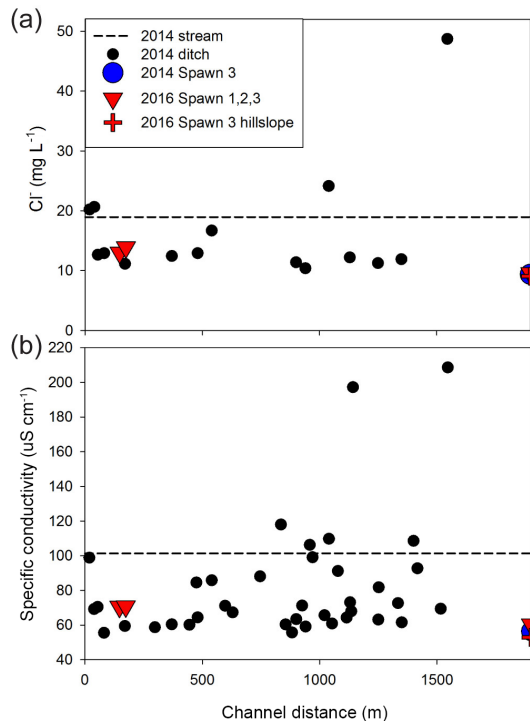 (a)
2014 stream
2014 ditch
2014 Spawn 3
2016 Spawn 1,2,3
2016 Spawn 3 hillslope
Cl⁻ (mg L⁻¹)
50
40
30
20
10
0
(b)
Specific conductivity (uS cm⁻¹)
220
200
180
160
140
120
100
80
60
40
0 500 1000 1500
Channel distance (m)